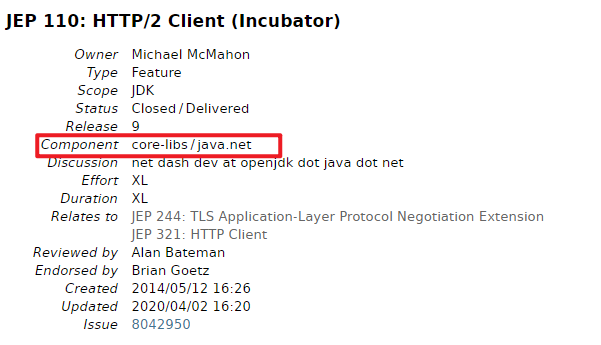 JEP 110: HTTP/2 Client (Incubator)
Owner Michael McMahon
Type Feature
Scope JDK
Status Closed / Delivered
Release 9
Component core-libs / java.net
Discussion net dash dev at openjdk dot java dot net
Effort XL
Duration XL
Relates to JEP 244: TLS Application-Layer Protocol Negotiation Extension
JEP 321: HTTP Client
Reviewed by Alan Bateman
Endorsed by Brian Goetz
Created 2014/05/12 16:26
Updated 2020/04/02 16:20
Issue 8042950